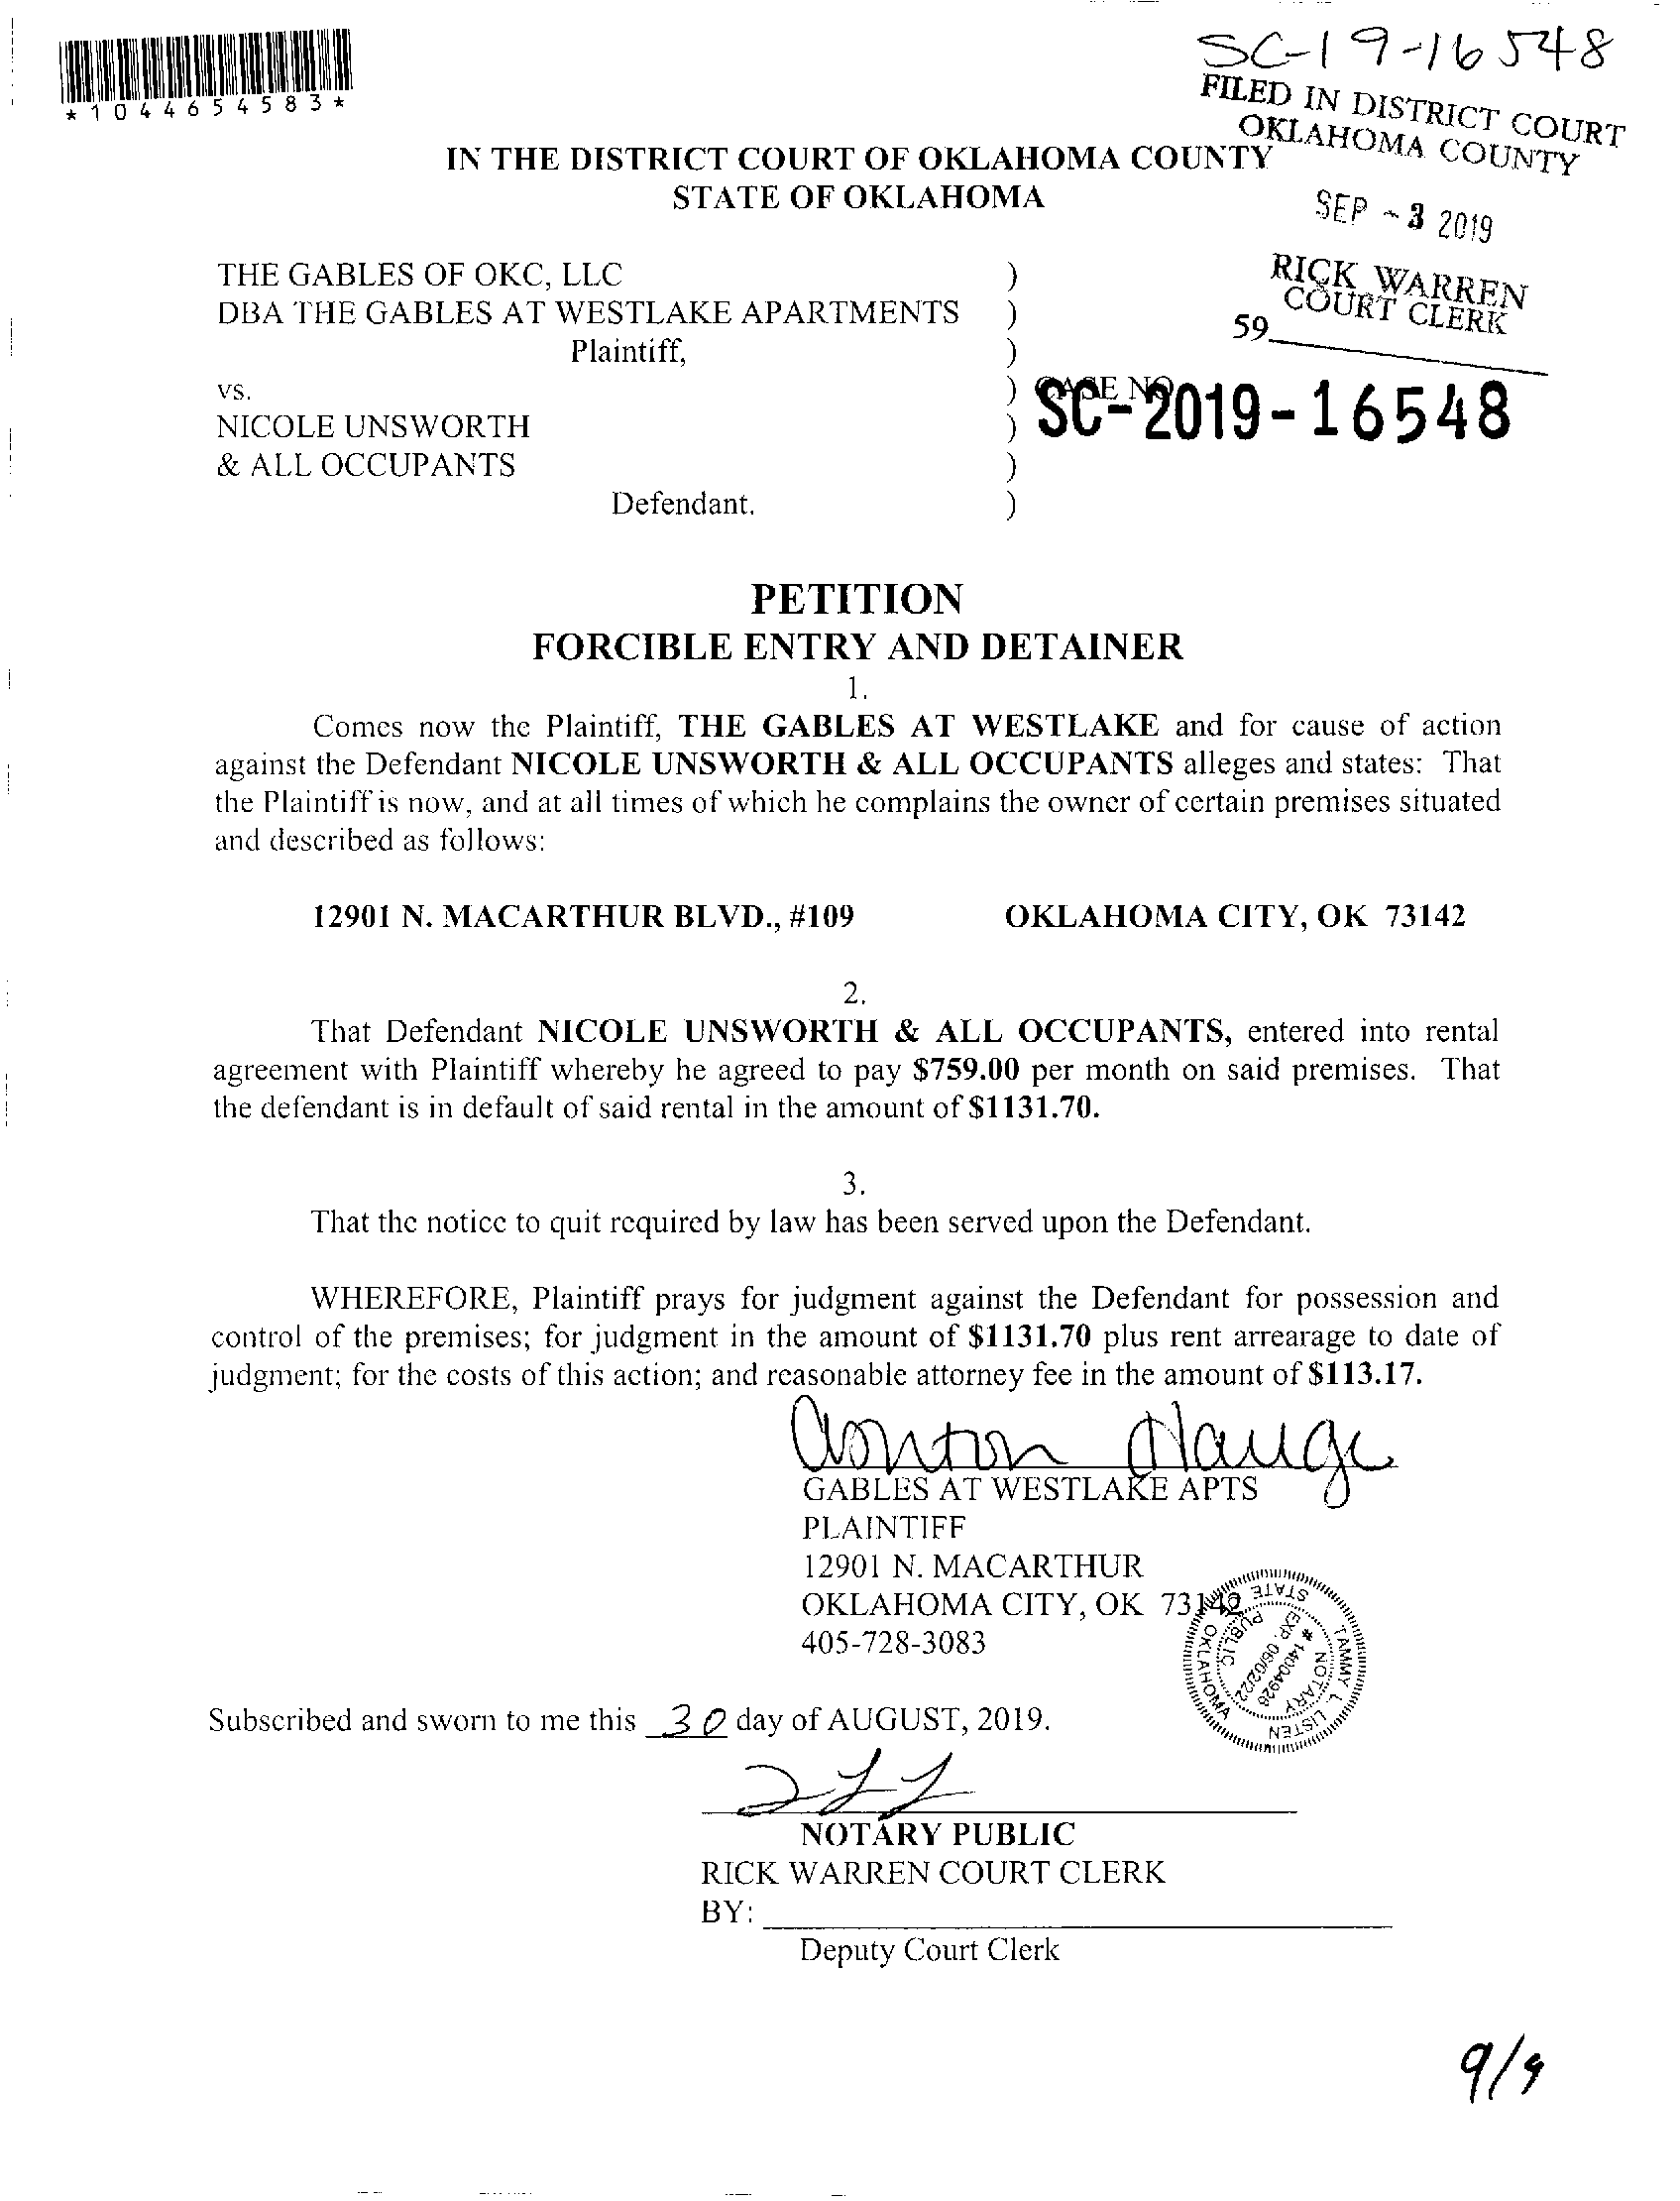 SC-19-16548
*1044654583*
FILED IN DISTRICT COURT
OKLAHOMA COUNTY
IN THE DISTRICT COURT OF OKLAHOMA COUNTY
STATE OF OKLAHOMA
SEP - 3 2019
RICK WARREN
COURT CLERK
59
THE GABLES OF OKC, LLC )
DBA THE GABLES AT WESTLAKE APARTMENTS )
Plaintiff, )
vs. ) CASE NO.
SC-2019-16548
NICOLE UNSWORTH )
& ALL OCCUPANTS )
Defendant. )
PETITION
FORCIBLE ENTRY AND DETAINER
1.
Comes now the Plaintiff, THE GABLES AT WESTLAKE and for cause of action
against the Defendant NICOLE UNSWORTH & ALL OCCUPANTS alleges and states: That
the Plaintiff is now, and at all times of which he complains the owner of certain premises situated
and described as follows:
12901 N. MACARTHUR BLVD., #109 OKLAHOMA CITY, OK 73142
2.
That Defendant NICOLE UNSWORTH & ALL OCCUPANTS, entered into rental
agreement with Plaintiff whereby he agreed to pay $759.00 per month on said premises. That
the defendant is in default of said rental in the amount of $1131.70.
3.
That the notice to quit required by law has been served upon the Defendant.
WHEREFORE, Plaintiff prays for judgment against the Defendant for possession and
control of the premises; for judgment in the amount of $1131.70 plus rent arrearage to date of
judgment; for the costs of this action; and reasonable attorney fee in the amount of $113.17.
GABLES AT WESTLAKE APTS
PLAINTIFF
12901 N. MACARTHUR
OKLAHOMA CITY, OK 73142
405-728-3083
TAMMY L. LISTEN
NOTARY PUBLIC
STATE OKLAHOMA
# 14004926
EXP. 06/02/22
Subscribed and sworn to me this 30 day of AUGUST, 2019.
NOTARY PUBLIC
RICK WARREN COURT CLERK
BY:
Deputy Court Clerk
9/9